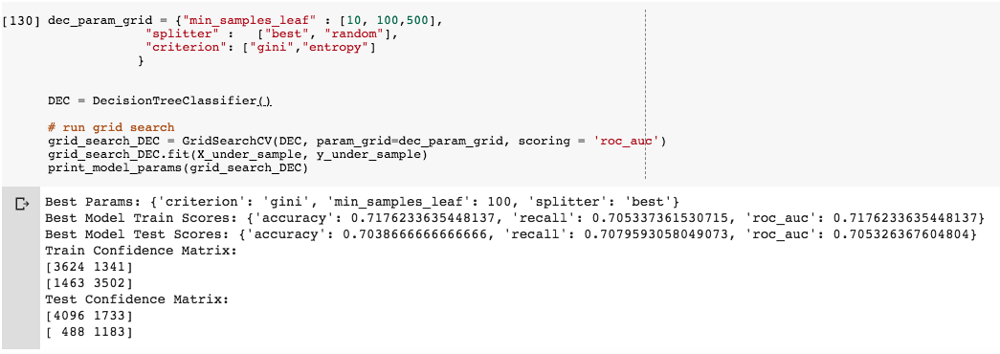 [130] dec_param_grid = {"min_samples_leaf" : [10, 100,500],
"splitter" :   ["best", "random"],
"criterion": ["gini","entropy"]
}
DEC = DecisionTreeClassifier()
# run grid search
grid_search_DEC = GridSearchCV(DEC, param_grid=dec_param_grid, scoring = 'roc_auc')
grid_search_DEC.fit(X_under_sample, y_under_sample)
print_model_params(grid_search_DEC)
Best Params: {'criterion': 'gini', 'min_samples_leaf': 100, 'splitter': 'best'}
Best Model Train Scores: {'accuracy': 0.7176233635448137, 'recall': 0.705337361530715, 'roc_auc': 0.7176233635448137}
Best Model Test Scores: {'accuracy': 0.7038666666666666, 'recall': 0.7079593058049073, 'roc_auc': 0.705326367604804}
Train Confidence Matrix:
[3624 1341]
[1463 3502]
Test Confidence Matrix:
[4096 1733]
[ 488 1183]